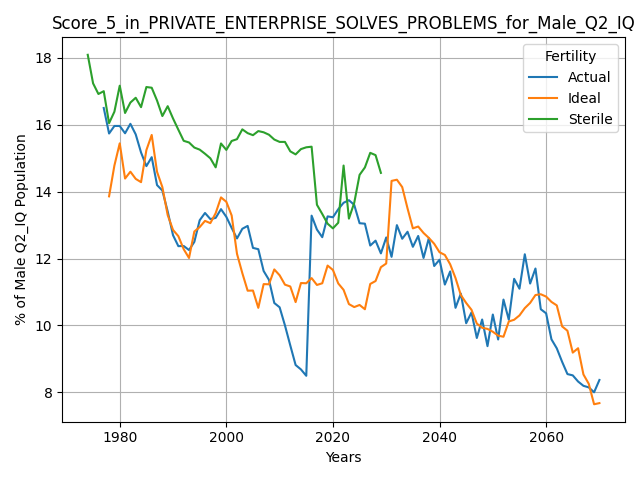 Score_5_in_PRIVATE_ENTERPRISE_SOLVES_PROBLEMS_for_Male_Q2_IQ
Fertility
Actual
Ideal
Sterile
% of Male Q2_IQ Population
18
16
14
12
10
8
1980 2000 2020 2040 2060
Years